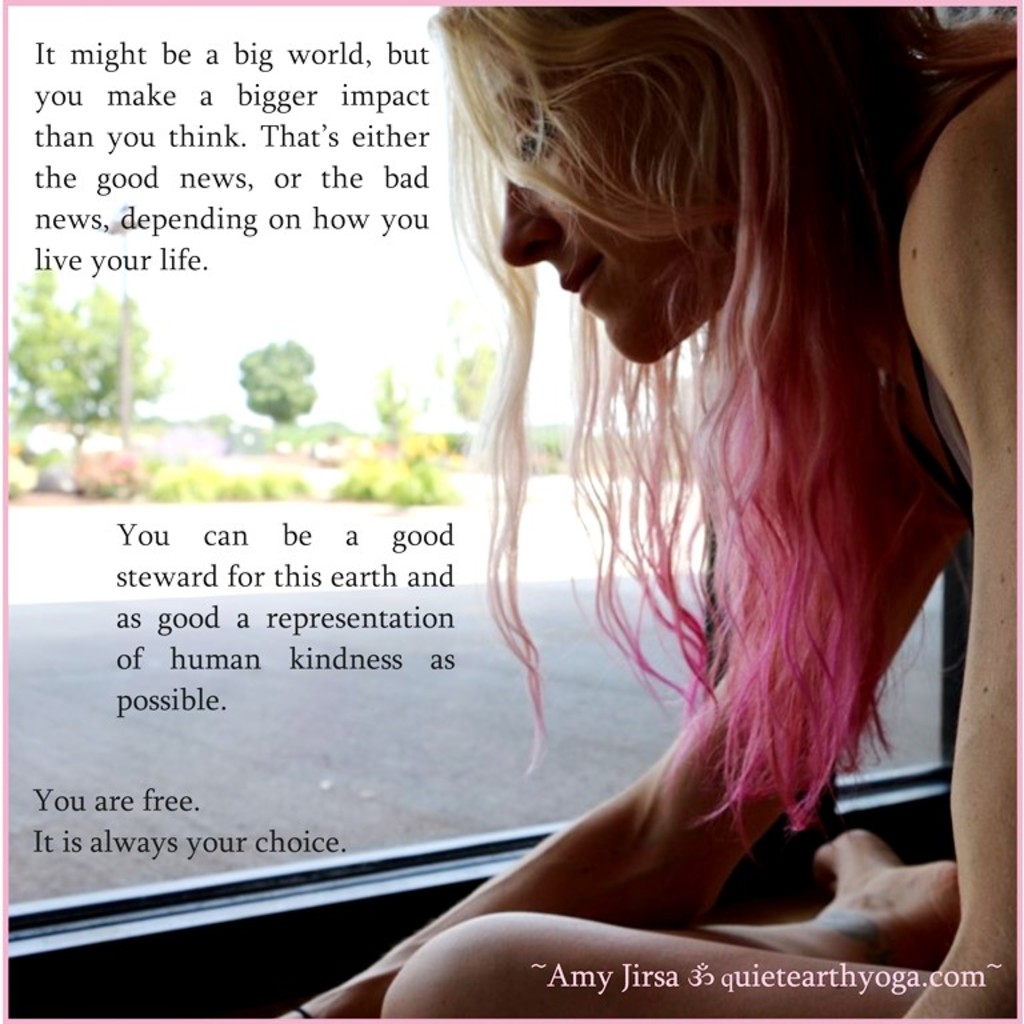 It might be a big world, but
you make a bigger impact
than you think. That's either
the good news, or the bad
news, depending on how you
live your life.
You can be a good
steward for this earth and
as good a representation
of human kindness as
possible.
You are free.
It is always your choice.
~Amy Jirsa ॐ quietearthyoga.com~